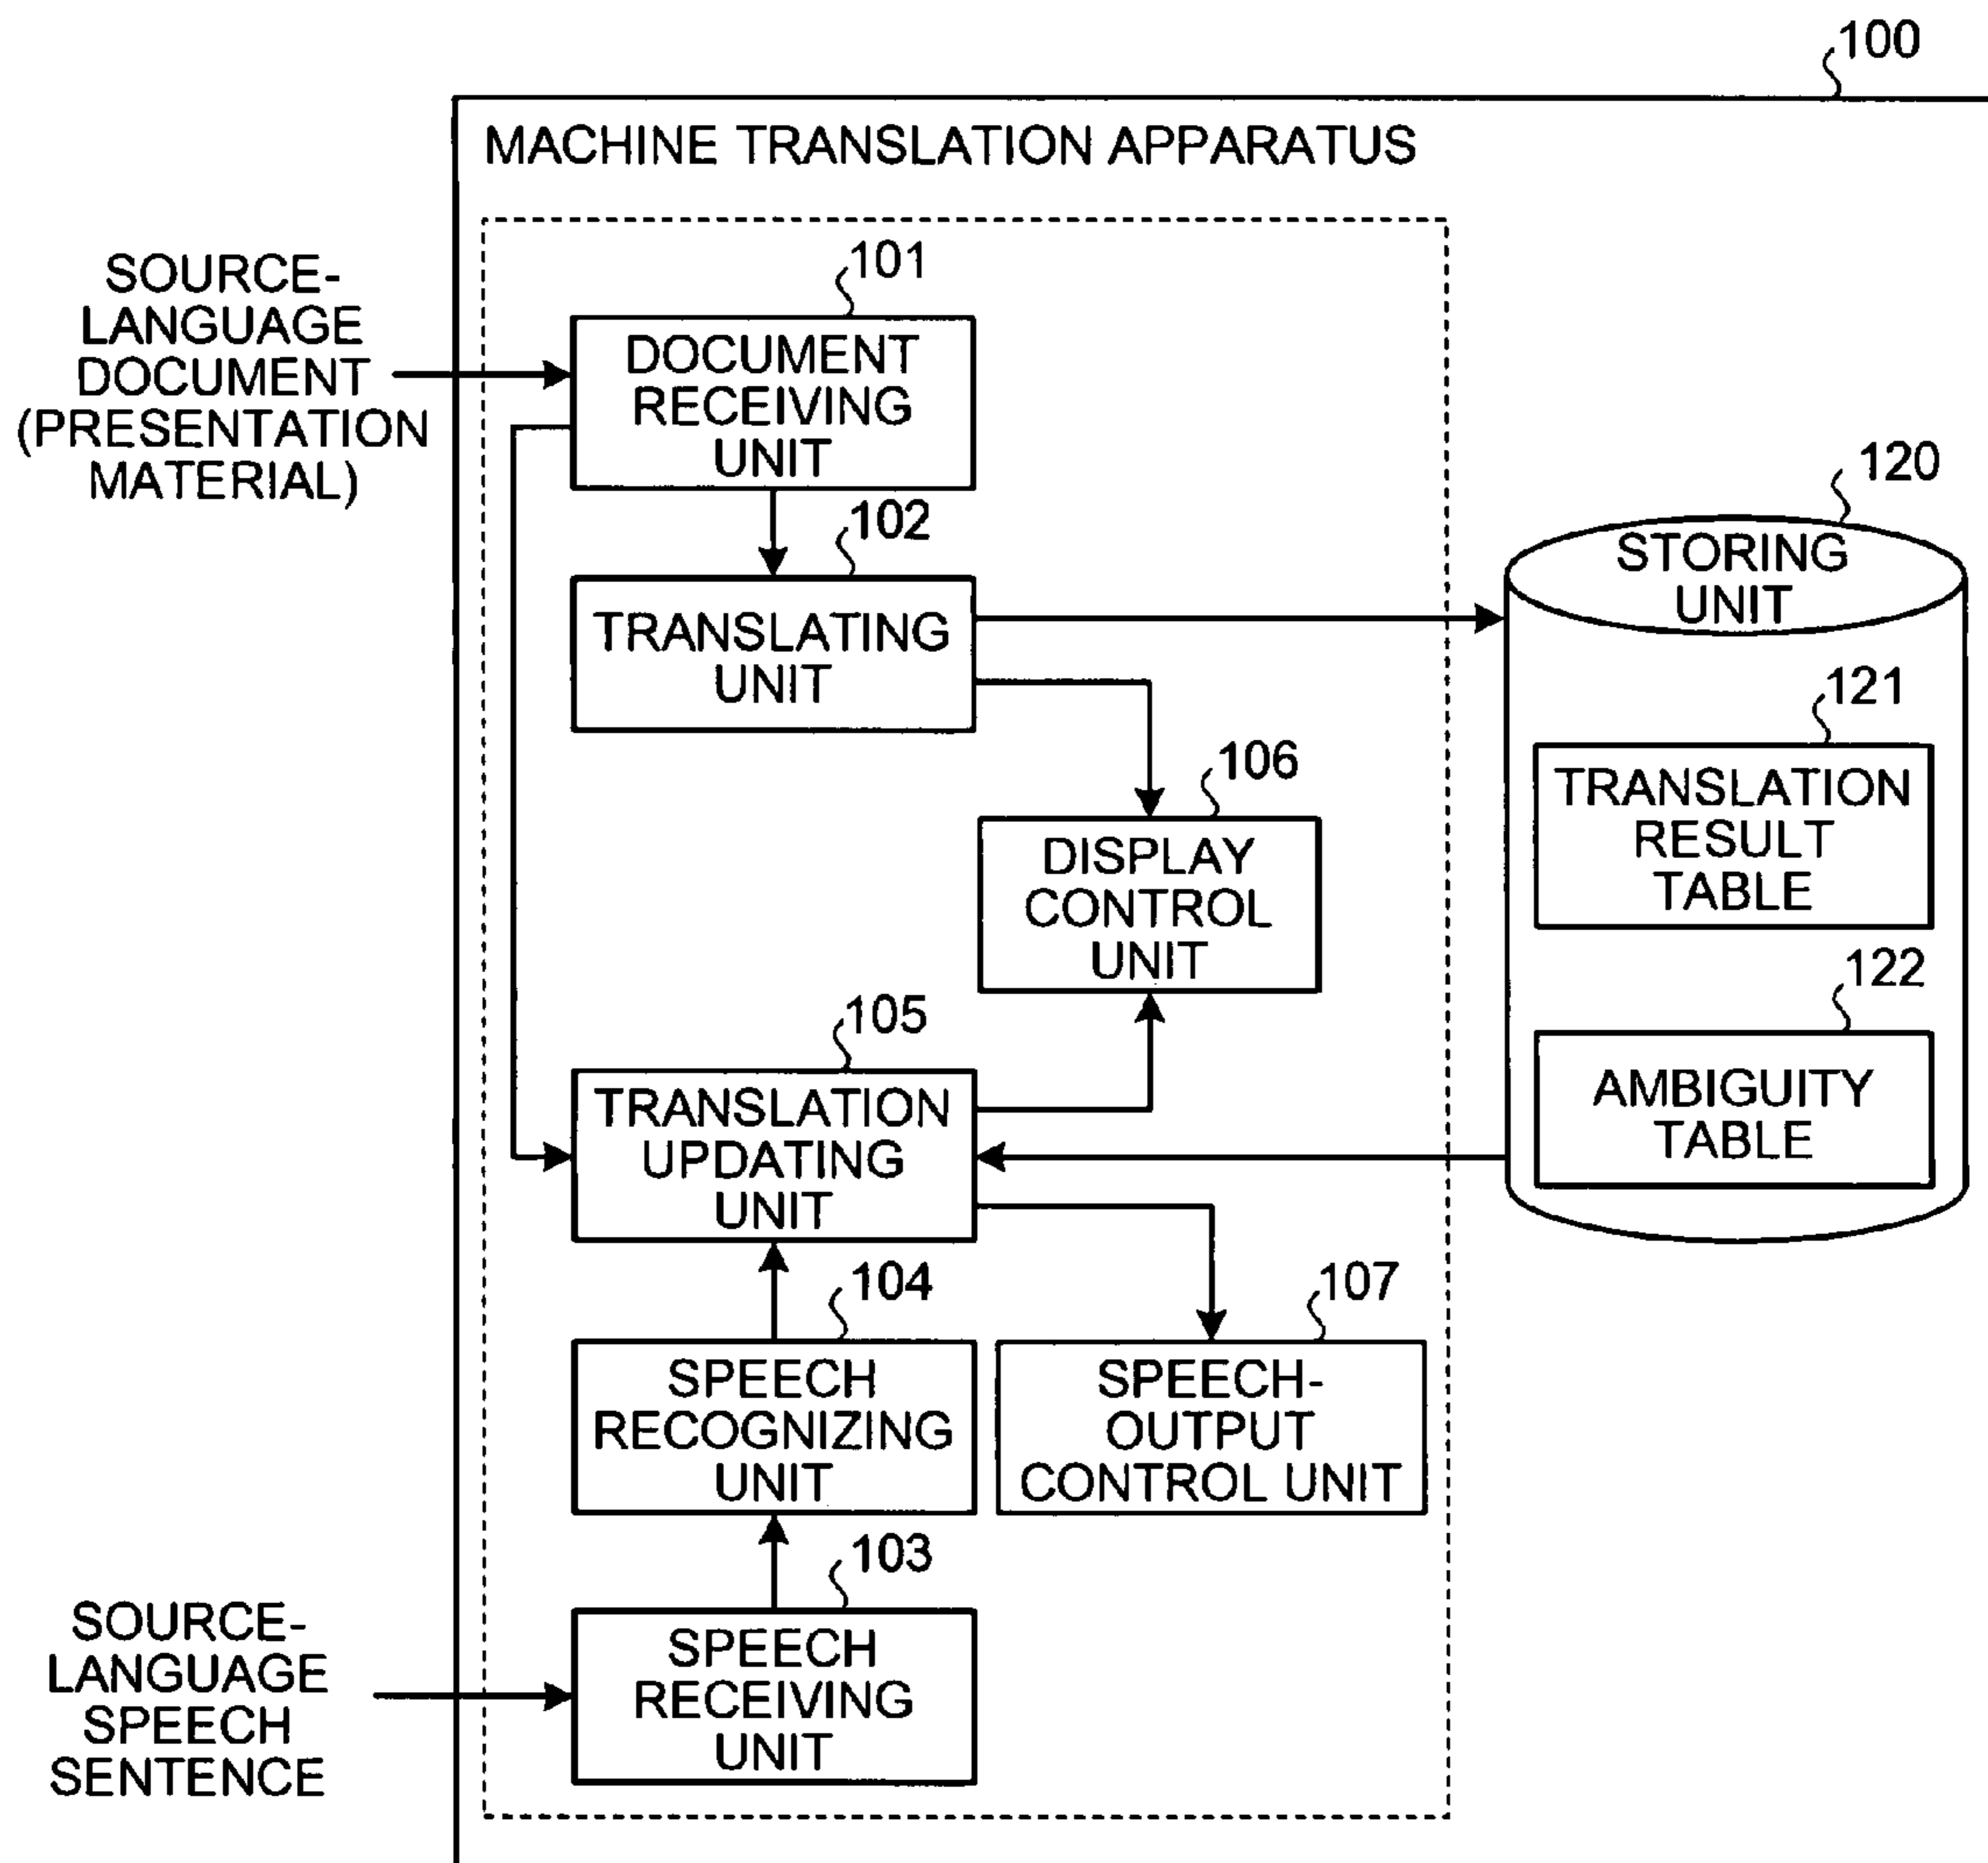 100
MACHINE TRANSLATION APPARATUS
SOURCE-
LANGUAGE
DOCUMENT
(PRESENTATION
MATERIAL)
101
DOCUMENT
RECEIVING
UNIT
102
TRANSLATING
UNIT
120
STORING
UNIT
121
TRANSLATION
RESULT
TABLE
106
DISPLAY
CONTROL
UNIT
122
AMBIGUITY
TABLE
105
TRANSLATION
UPDATING
UNIT
104
SPEECH
RECOGNIZING
UNIT
107
SPEECH-
OUTPUT
CONTROL UNIT
103
SPEECH
RECEIVING
UNIT
SOURCE-
LANGUAGE
SPEECH
SENTENCE